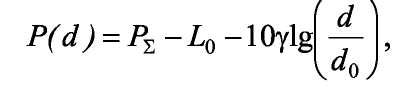 P(d) = P_Σ − L_0 − 10γlg(d/d_0),